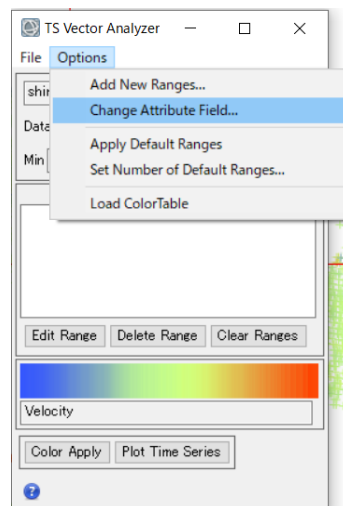 TS Vector Analyzer
File Options
Add New Ranges...
Change Attribute Field...
Apply Default Ranges
Set Number of Default Ranges...
Load ColorTable
Data
Min
Edit Range Delete Range Clear Ranges
Velocity
Color Apply Plot Time Series
?